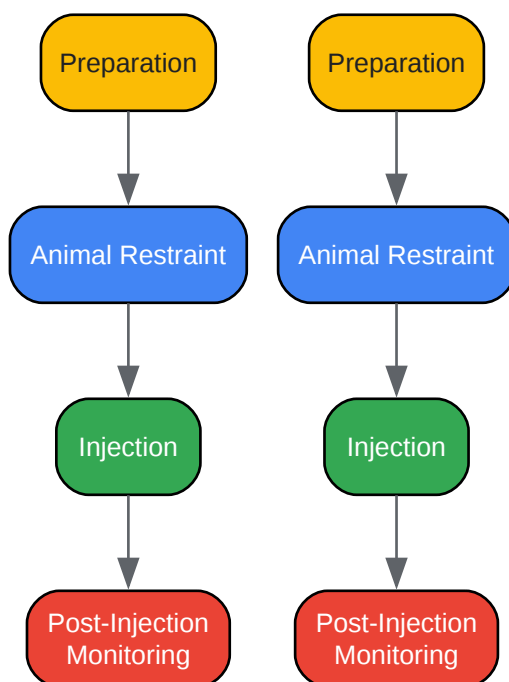 Preparation
Animal Restraint
Injection
Post-Injection
Monitoring
Preparation
Animal Restraint
Injection
Post-Injection
Monitoring